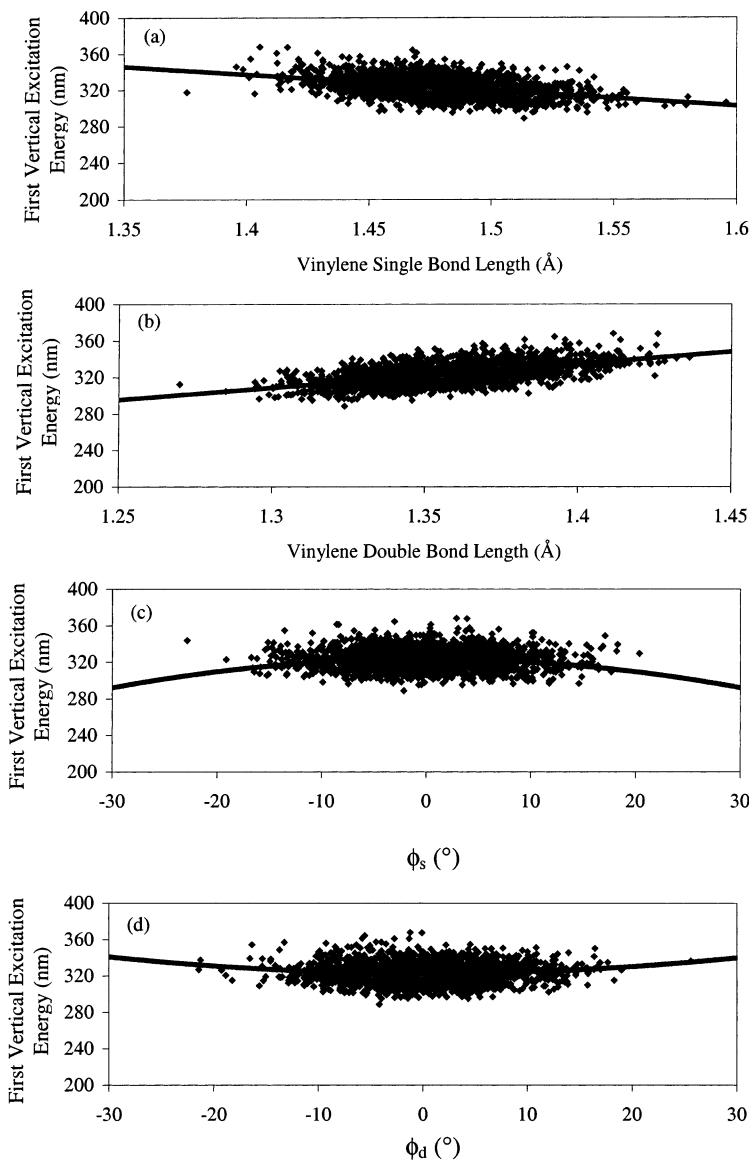 First Vertical Excitation
Energy (nm)
400
360
320
280
240
200
(a)
1.35 1.4 1.45 1.5 1.55 1.6
Vinylene Single Bond Length (Å)
First Vertical Excitation
Energy (nm)
400
360
320
280
240
200
(b)
1.25 1.3 1.35 1.4 1.45
Vinylene Double Bond Length (Å)
First Vertical Excitation
Energy (nm)
400
360
320
280
240
200
(c)
-30 -20 -10 0 10 20 30
ϕs (°)
First Vertical Excitation
Energy (nm)
400
360
320
280
240
200
(d)
-30 -20 -10 0 10 20 30
ϕd (°)